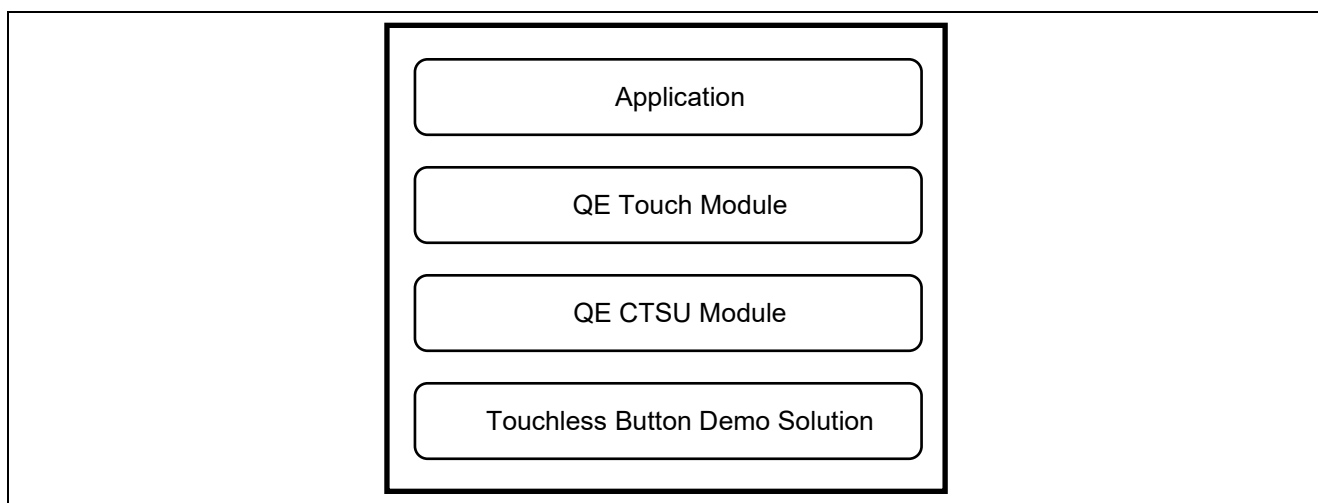 Application
QE Touch Module
QE CTSU Module
Touchless Button Demo Solution